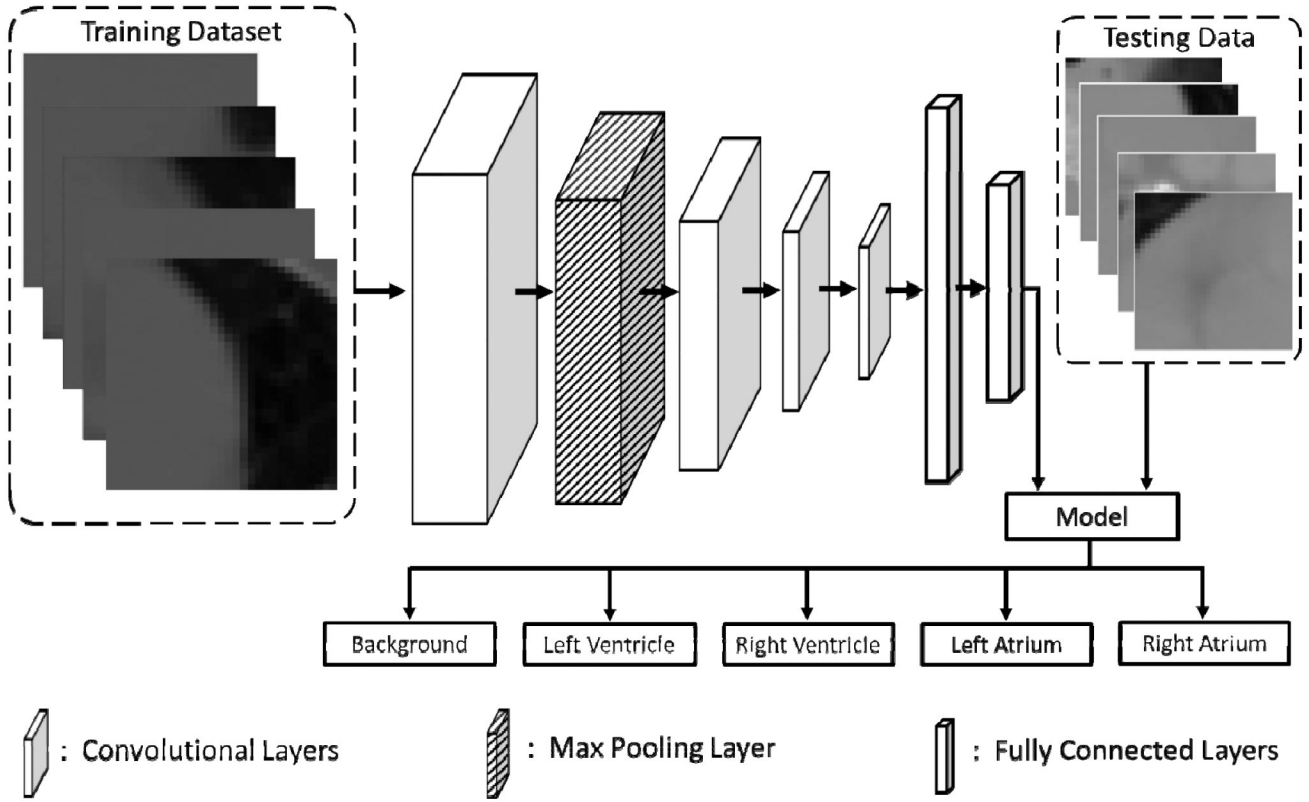 Training Dataset
Testing Data
Model
Background
Left Ventricle
Right Ventricle
Left Atrium
Right Atrium
: Convolutional Layers
: Max Pooling Layer
: Fully Connected Layers